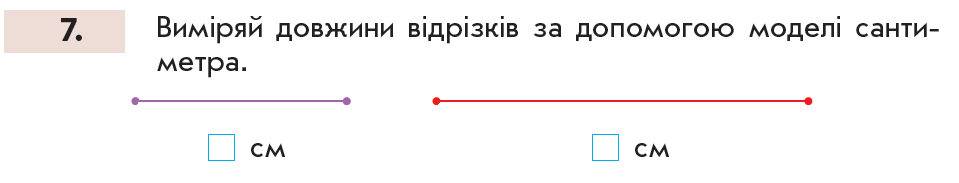 7. Виміряй довжини відрізків за допомогою моделі санти-
метра.
см см